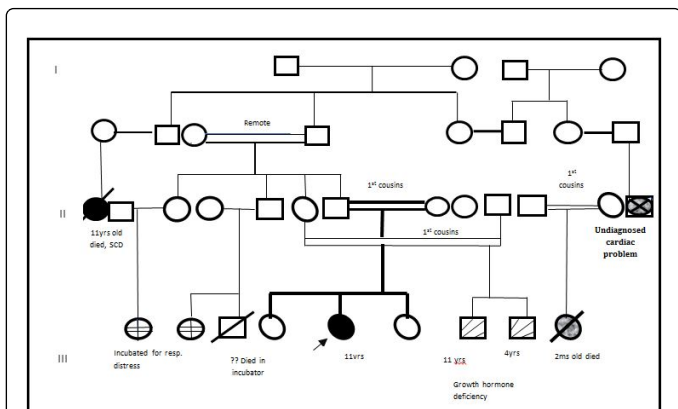 I
Remote
1st cousins
1st
cousins
II
1st cousins
11yrs old
died, SCD
Undiagnosed
cardiac
problem
Incubated for resp.
distress
?? Died in
incubator
11yrs
11 yrs
4yrs
2ms old died
III
Growth hormone
deficiency